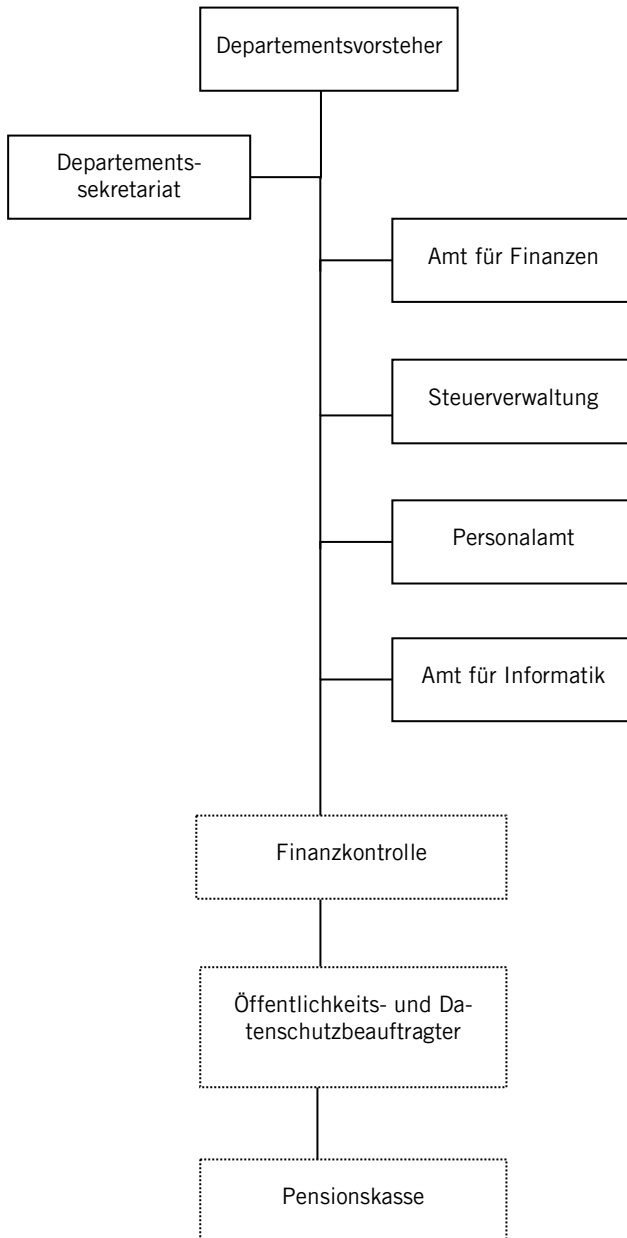 Departementsvorsteher
Departements-
sekretariat
Amt für Finanzen
Steuerverwaltung
Personalamt
Amt für Informatik
Finanzkontrolle
Öffentlichkeits- und Da-
tenschutzbeauftragter
Pensionskasse